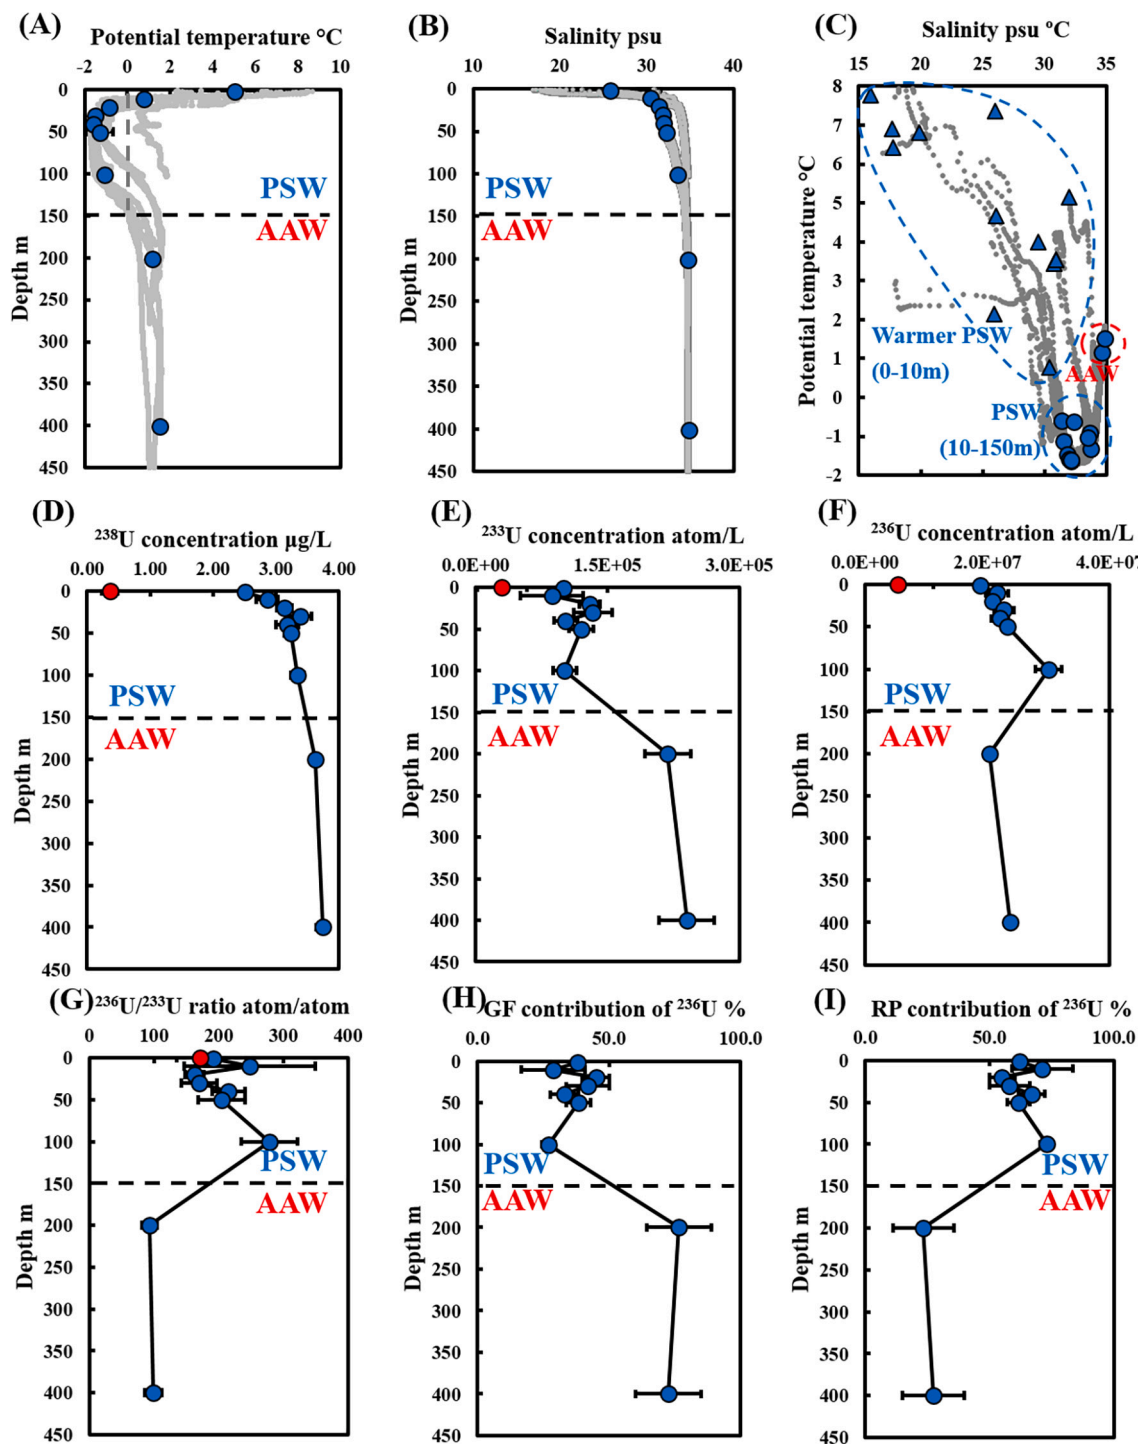 (A)
Potential temperature °C
-2 0 2 4 6 8 10
0
50
100
150
200
250
300
350
400
450
Depth m
PSW
AAW
(B)
Salinity psu
10 20 30 40
0
50
100
150
200
250
300
350
400
450
Depth m
PSW
AAW
(C)
Salinity psu °C
15 20 25 30 35
8
7
6
5
4
3
2
1
0
-1
-2
Potential temperature °C
Warmer PSW
(0-10m)
AAW
PSW
(10-150m)
(D)
238U concentration µg/L
0.00 1.00 2.00 3.00 4.00
0
50
100
150
200
250
300
350
400
450
Depth m
PSW
AAW
(E)
233U concentration atom/L
0.0E+00 1.5E+05 3.0E+05
0
50
100
150
200
250
300
350
400
450
Depth m
PSW
AAW
(F)
236U concentration atom/L
0.0E+00 2.0E+07 4.0E+07
0
50
100
150
200
250
300
350
400
450
Depth m
PSW
AAW
(G)
236U/233U ratio atom/atom
0 100 200 300 400
0
50
100
150
200
250
300
350
400
450
Depth m
PSW
AAW
(H)
GF contribution of 236U %
0.0 50.0 100.0
0
50
100
150
200
250
300
350
400
450
Depth m
PSW
AAW
(I)
RP contribution of 236U %
0.0 50.0 100.0
0
50
100
150
200
250
300
350
400
450
Depth m
PSW
AAW